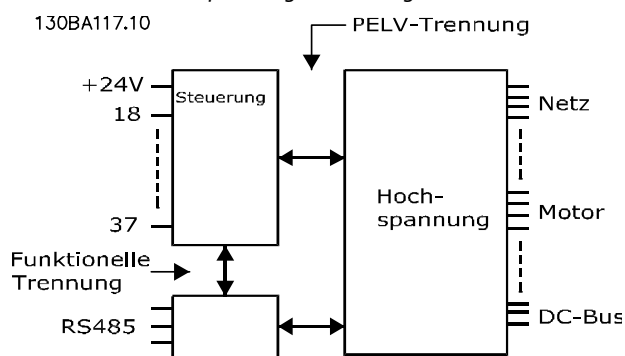 130BA117.10
PELV-Trennung
+24V
Steuerung
18
Netz
Hoch-
spannung
37
Motor
Funktionelle
Trennung
RS485
DC-Bus